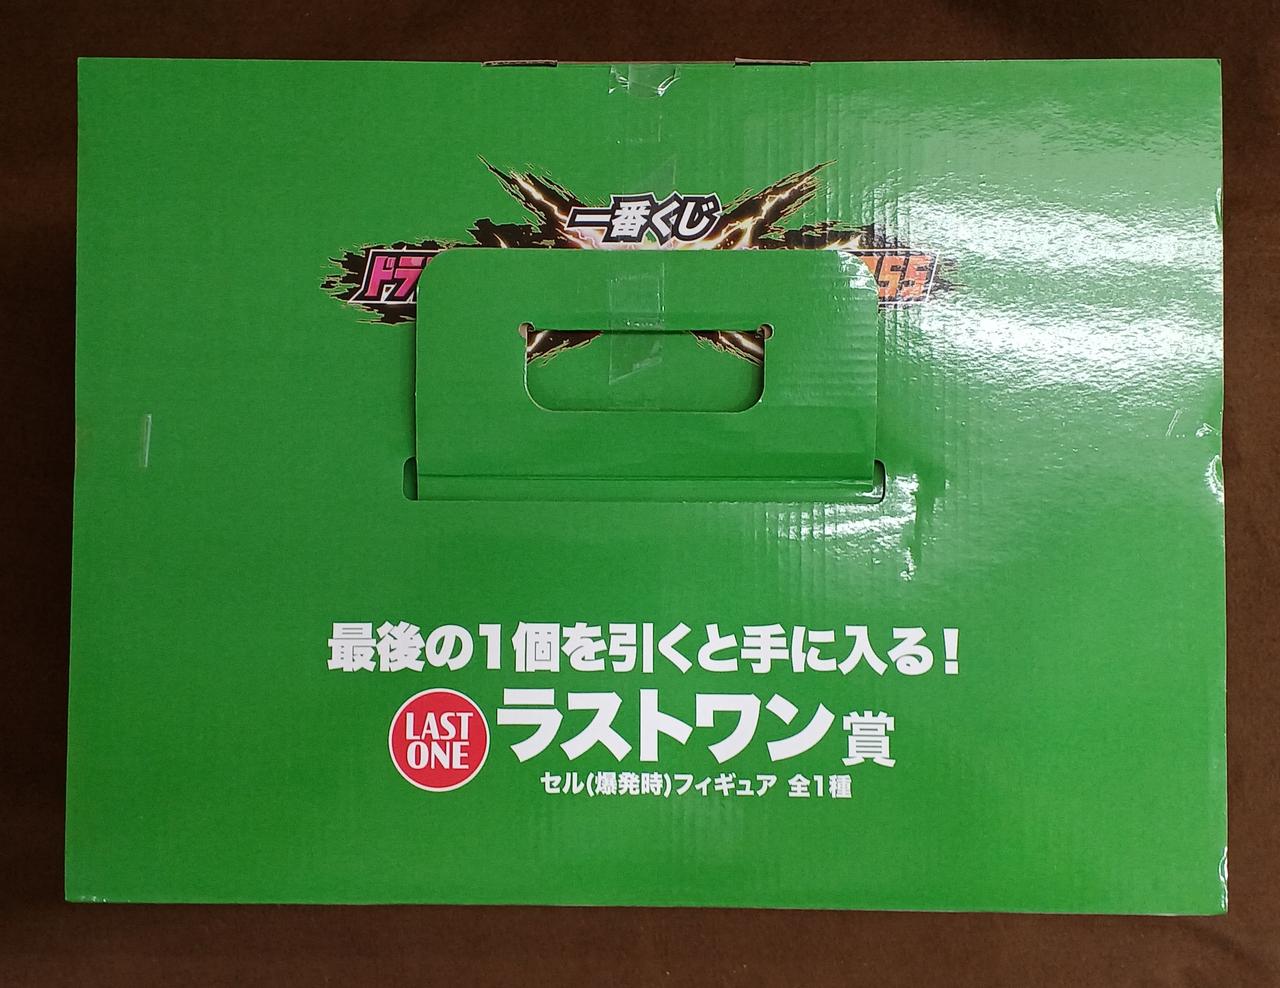 一番くじ
ドラ
最後の1個を引くと手に入る!
LAST ONE
ラストワン賞
セル(爆発時)フィギュア 全1種